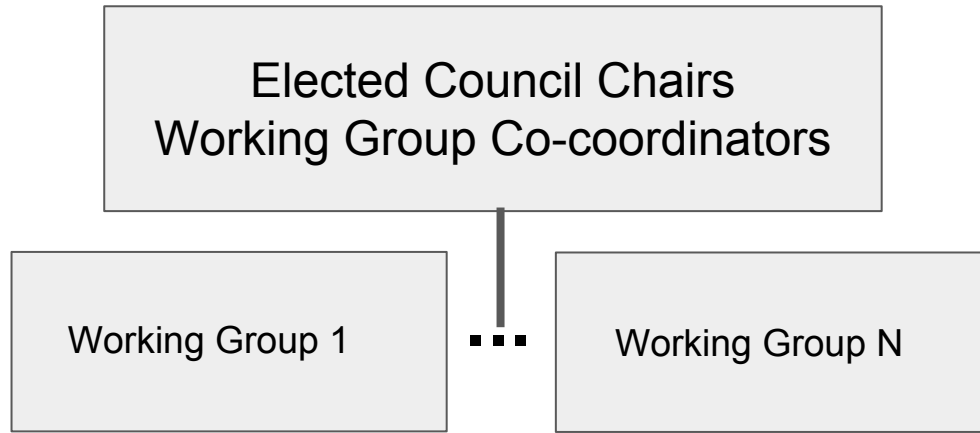 Elected Council Chairs
Working Group Co-coordinators
Working Group 1
...
Working Group N